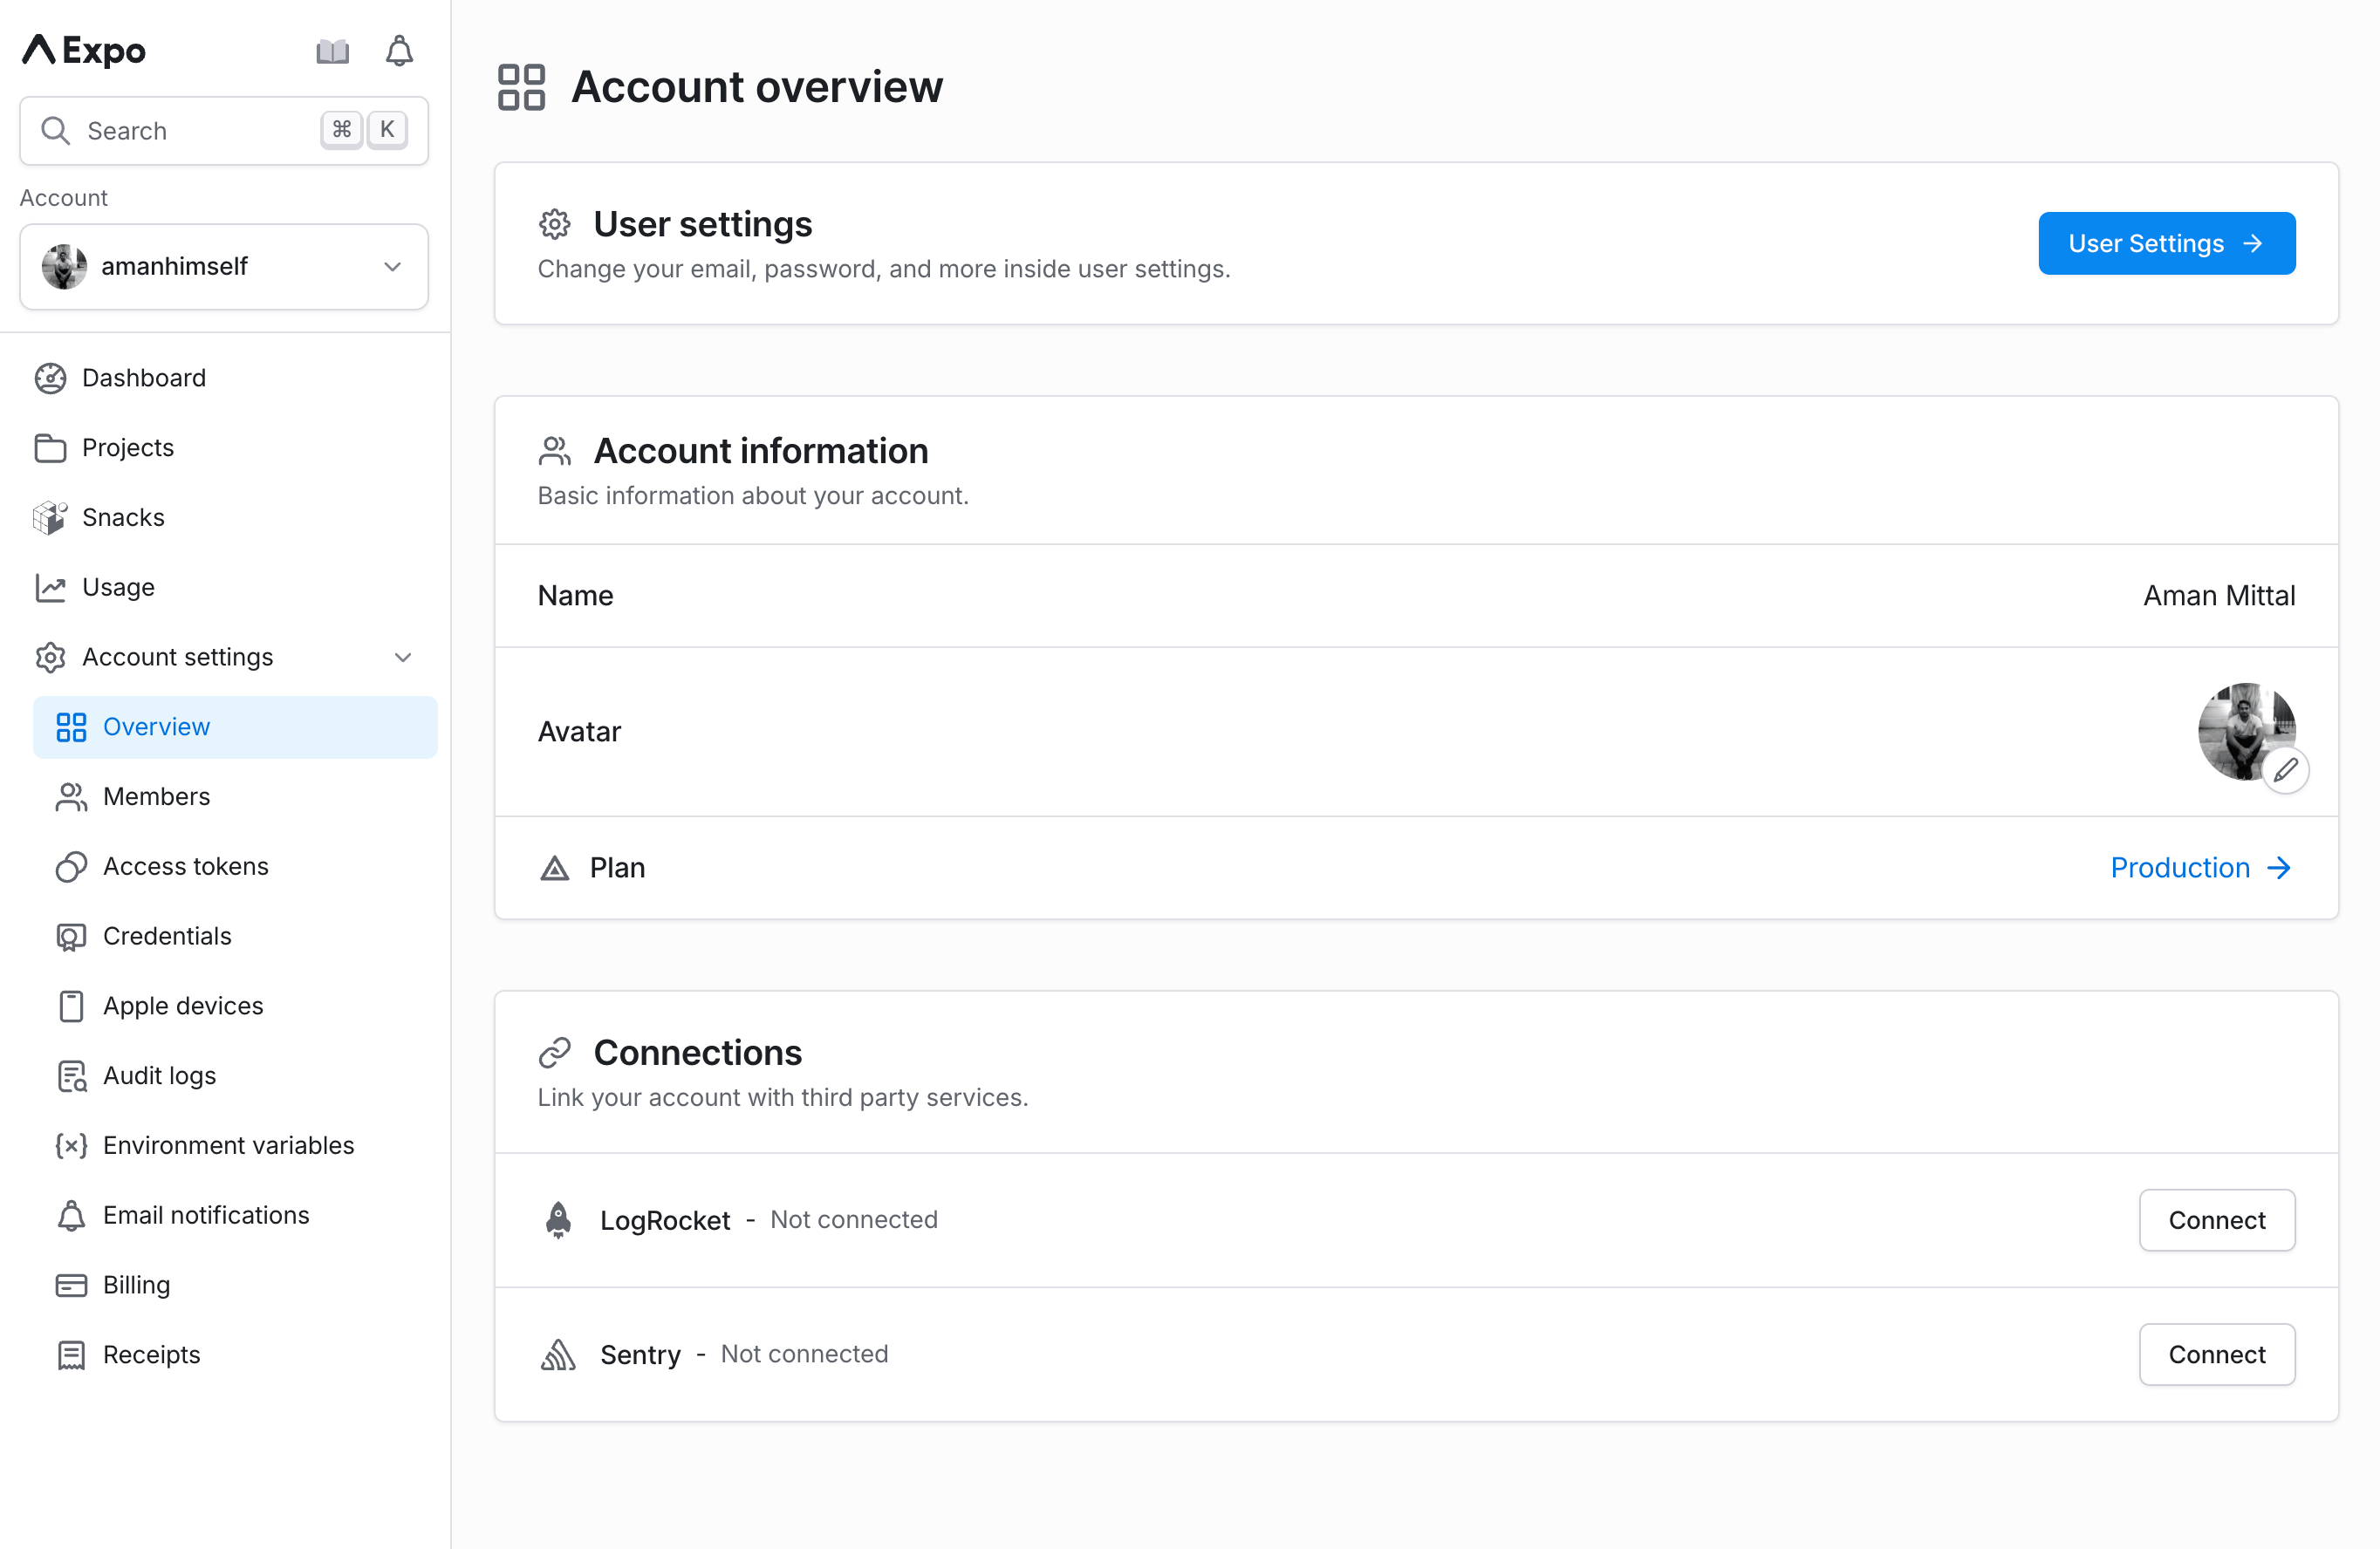 Expo
Search ⌘ K
Account
amanhimself
Dashboard
Projects
Snacks
Usage
Account settings
Overview
Members
Access tokens
Credentials
Apple devices
Audit logs
Environment variables
Email notifications
Billing
Receipts
Account overview
User settings
Change your email, password, and more inside user settings.
User Settings →
Account information
Basic information about your account.
Name Aman Mittal
Avatar
Plan Production →
Connections
Link your account with third party services.
LogRocket - Not connected Connect
Sentry - Not connected Connect